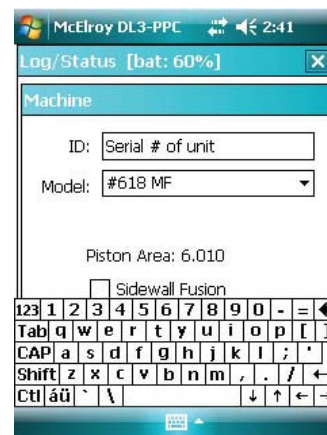 McElroy DL3-PPC 2:41
Log/Status [bat: 60%]
Machine
ID: Serial # of unit
Model: #618 MF
Piston Area: 6.010
Sidewall Fusion
123 1 2 3 4 5 6 7 8 9 0 - =
Tab q w e r t y u i o p [ ]
CAP a s d f g h j k l ; '
Shift z x c v b n m , . / ←
Ctl áü ` \ ↓ ↑ ← →